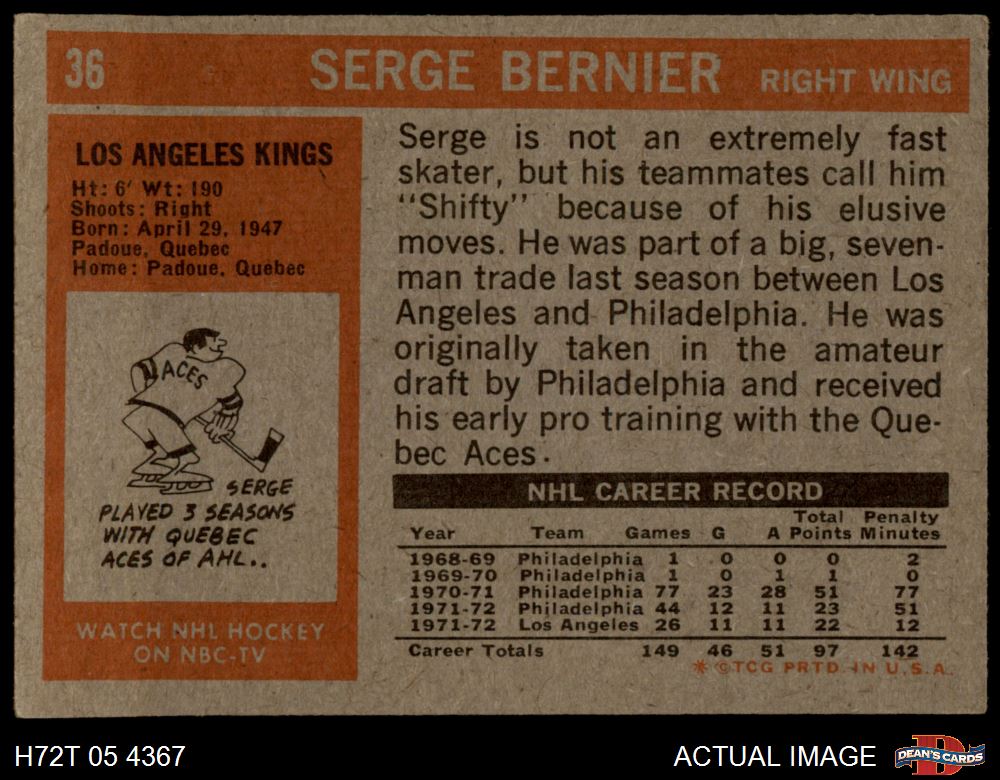 36 SERGE BERNIER RIGHT WING
LOS ANGELES KINGS
Ht: 6' Wt: 190
Shoots: Right
Born: April 29, 1947
Padoue, Quebec
Home: Padoue, Quebec
ACES
SERGE
PLAYED 3 SEASONS
WITH QUEBEC
ACES OF AHL..
WATCH NHL HOCKEY
ON NBC-TV
Serge is not an extremely fast
skater, but his teammates call him
"Shifty" because of his elusive
moves. He was part of a big, seven-
man trade last season between Los
Angeles and Philadelphia. He was
originally taken in the amateur
draft by Philadelphia and received
his early pro training with the Que-
bec Aces.
NHL CAREER RECORD
Year Team Games G A Total Points Penalty Minutes
1968-69 Philadelphia 1 0 0 0 2
1969-70 Philadelphia 1 0 1 1 0
1970-71 Philadelphia 77 23 28 51 77
1971-72 Philadelphia 44 12 11 23 51
1971-72 Los Angeles 26 11 11 22 12
Career Totals 149 46 51 97 142
* ©TCG PRTD. IN U.S.A.
H72T 05 4367 ACTUAL IMAGE D DEAN'S CARDS